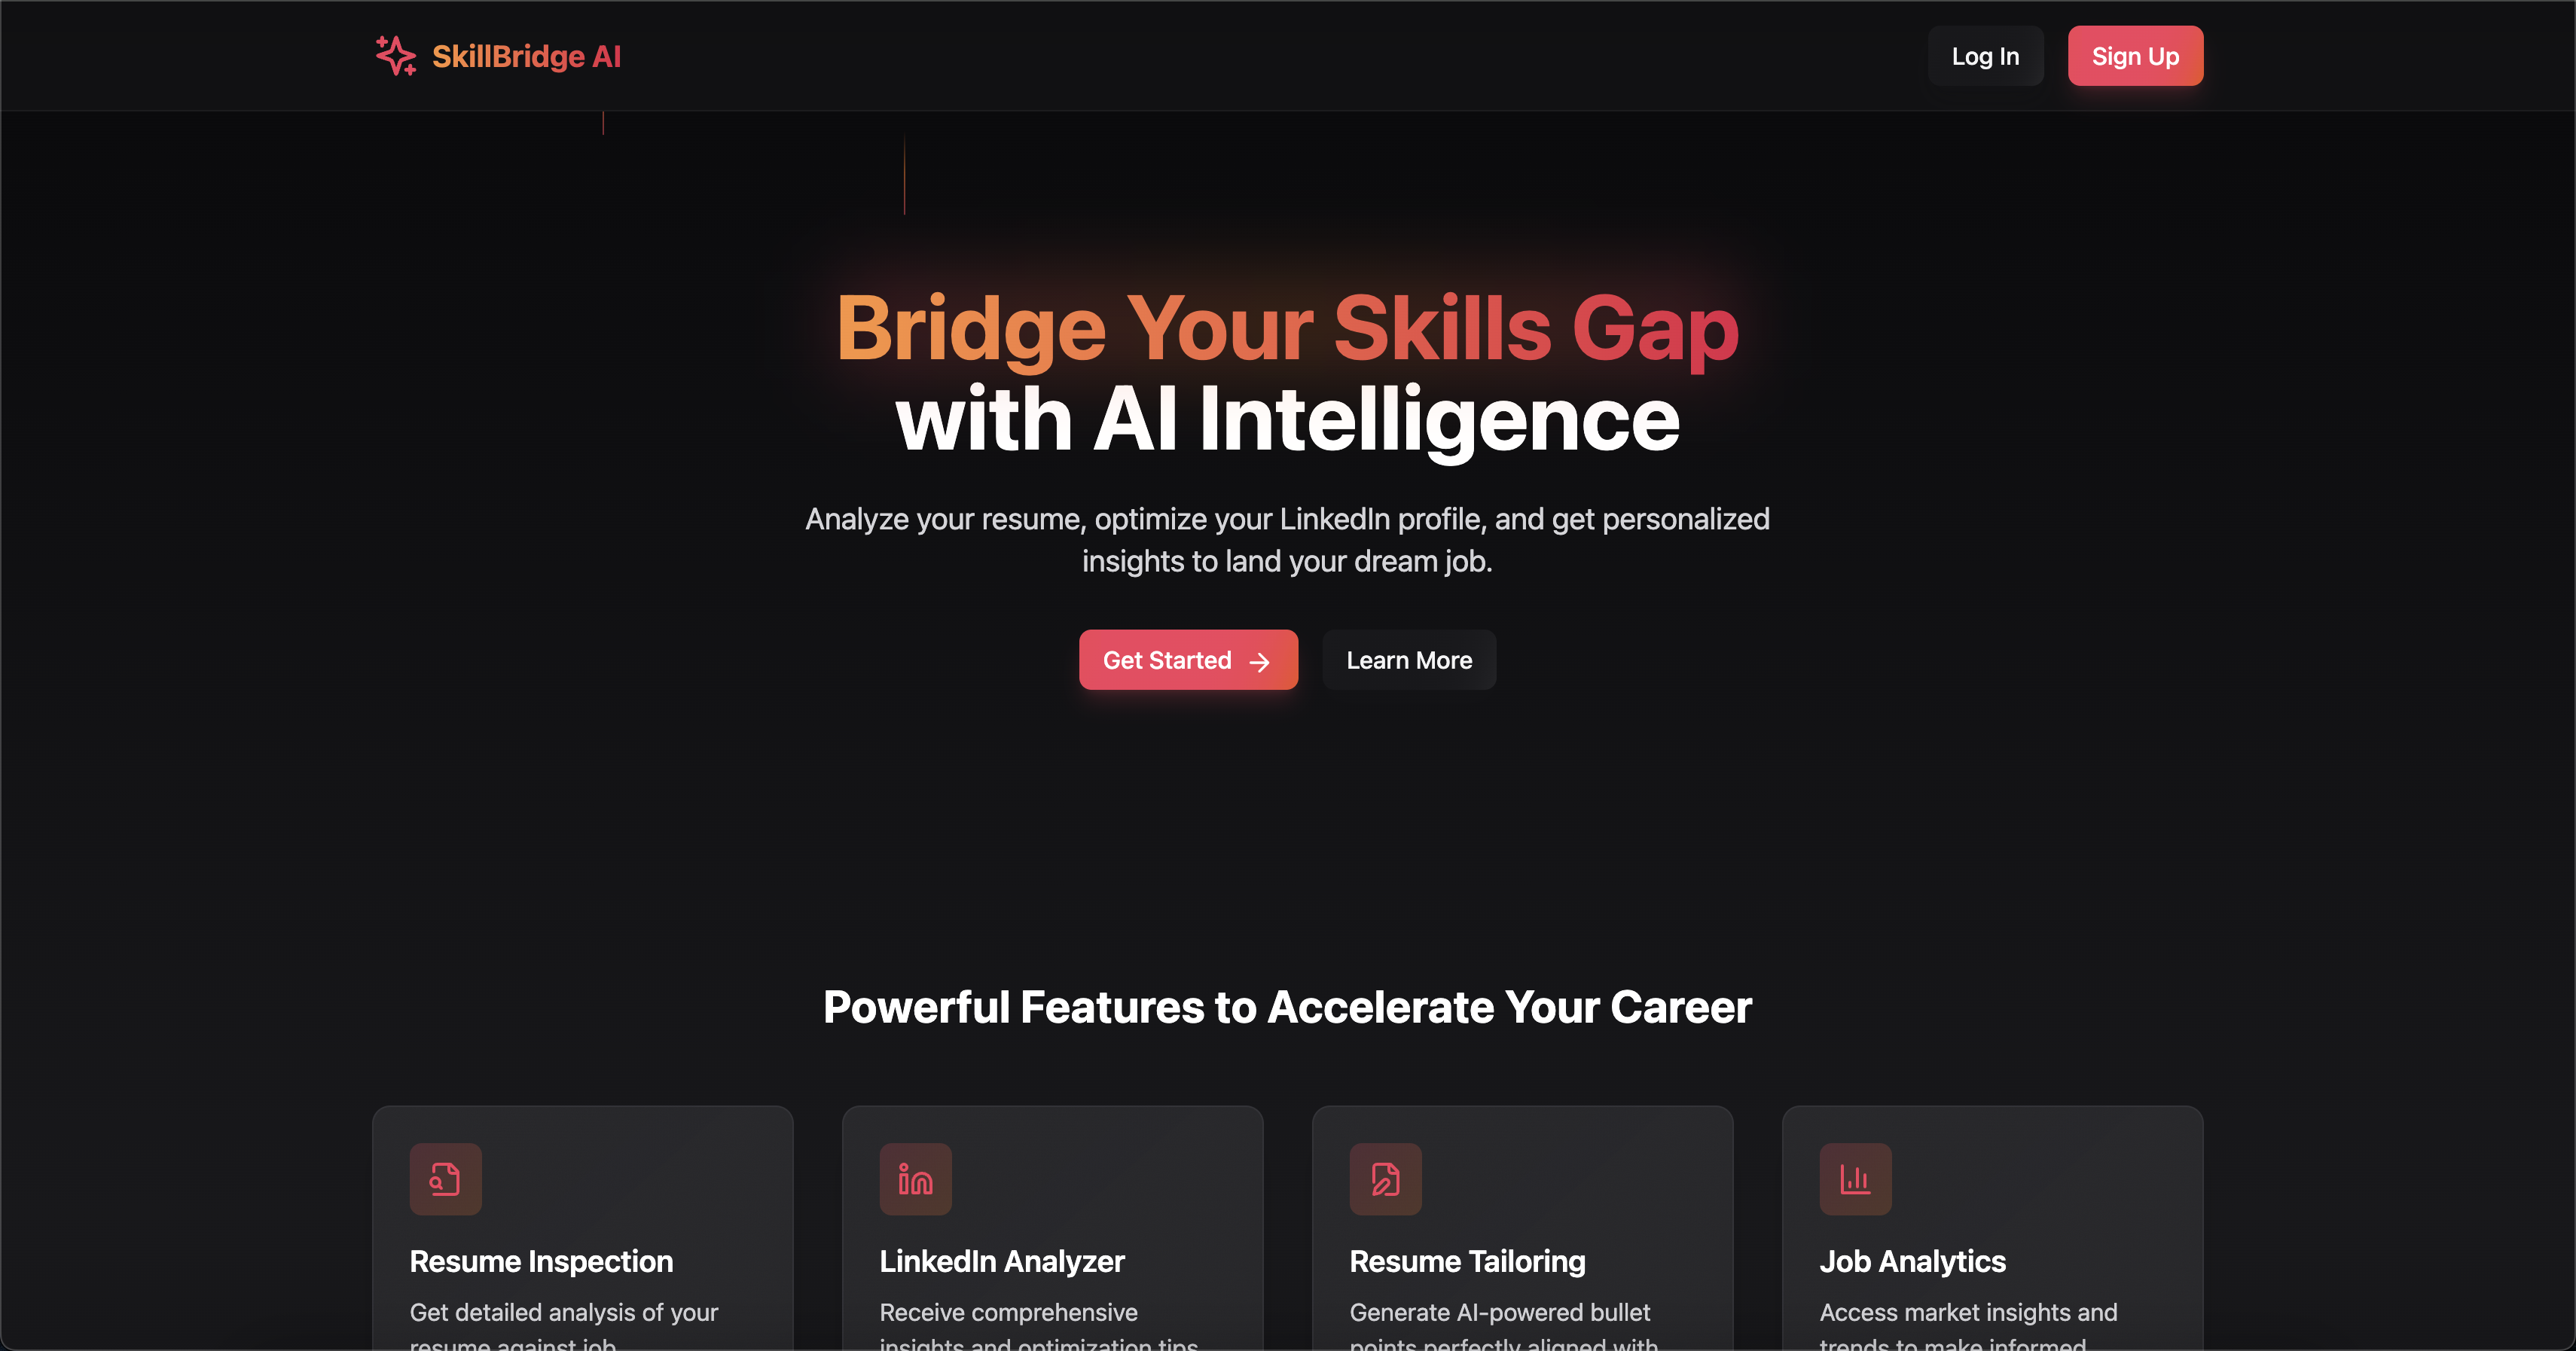 SkillBridge AI
Log In
Sign Up
Bridge Your Skills Gap
with AI Intelligence
Analyze your resume, optimize your LinkedIn profile, and get personalized
insights to land your dream job.
Get Started →
Learn More
Powerful Features to Accelerate Your Career
Resume Inspection
Get detailed analysis of your
resume against job
LinkedIn Analyzer
Receive comprehensive
insights and optimization tips
Resume Tailoring
Generate AI-powered bullet
points perfectly aligned with
Job Analytics
Access market insights and
trends to make informed